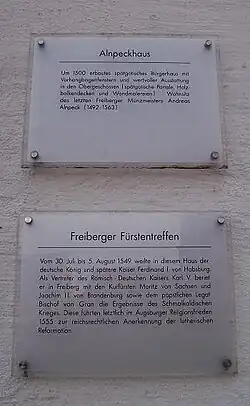 Alnpeckhaus
Um 1500 erbautes spätgotisches Bürgerhaus mit
Vorhangbogenfenstern und wertvoller Ausstattung
in den Obergeschossen (spätgotische Portale, Holz-
balkendecken und Wandmalereien). Wohnsitz
des letzten Freiberger Münzmeisters Andreas
Alnpeck (1492-1563)
Freiberger Fürstentreffen
Vom 30. Juli bis 5. August 1549 weilte in diesem Haus der
deutsche König und spätere Kaiser Ferdinand I. von Habsburg.
Als Vertreter des Römisch - Deutschen Kaisers Karl V. beriet
er in Freiberg mit den Kurfürsten Moritz von Sachsen und
Joachim II. von Brandenburg sowie dem päpstlichen Legat
Bischof van Gran die Ergebnisse des Schmalkaldischen
Krieges. Diese führten letztlich im Augsburger Religionsfrieden
1555 zur reichsrechtlichen Anerkennung der lutherischen
Reformation.